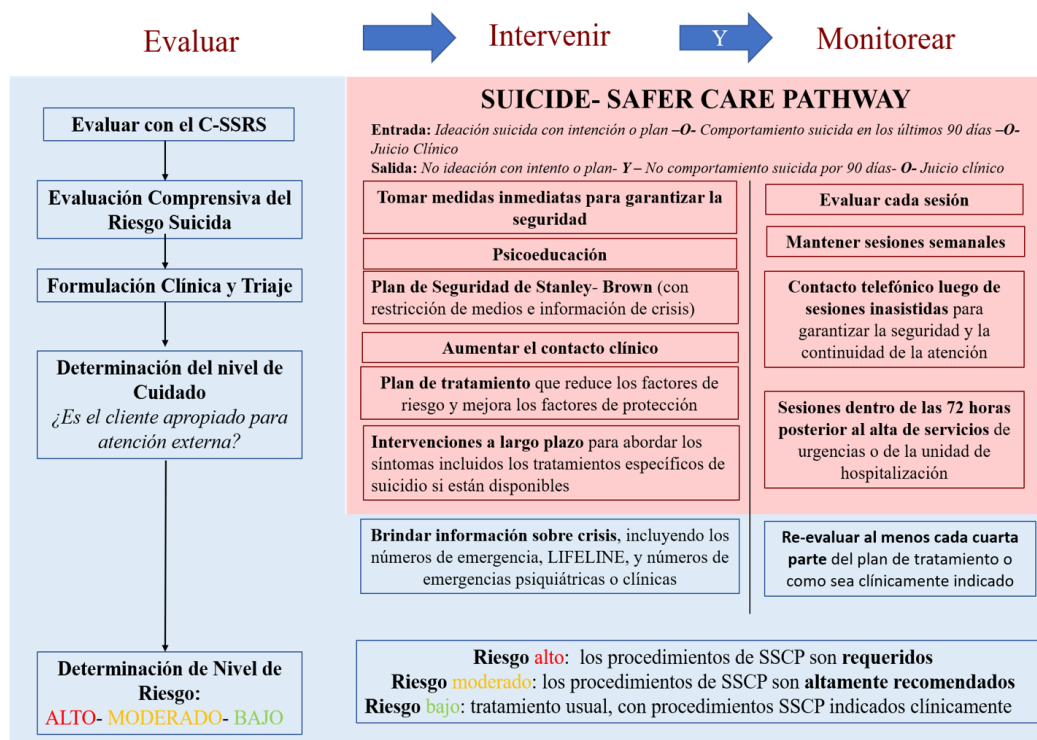 Evaluar
Intervenir
Y
Monitorear
Evaluar con el C-SSRS
Evaluación Comprensiva del
Riesgo Suicida
Formulación Clínica y Triaje
Determinación del nivel de
Cuidado
¿Es el cliente apropiado para
atención externa?
Determinación de Nivel de
Riesgo:
ALTO- MODERADO- BAJO
SUICIDE- SAFER CARE PATHWAY
Entrada: Ideación suicida con intención o plan –O- Comportamiento suicida en los últimos 90 días –O-
Juicio Clínico
Salida: No ideación con intento o plan- Y – No comportamiento suicida por 90 días- O- Juicio clínico
Tomar medidas inmediatas para garantizar la
seguridad
Psicoeducación
Plan de Seguridad de Stanley- Brown (con
restricción de medios e información de crisis)
Aumentar el contacto clínico
Plan de tratamiento que reduce los factores de
riesgo y mejora los factores de protección
Intervenciones a largo plazo para abordar los
síntomas incluidos los tratamientos específicos de
suicidio si están disponibles
Brindar información sobre crisis, incluyendo los
números de emergencia, LIFELINE, y números de
emergencias psiquiátricas o clínicas
Evaluar cada sesión
Mantener sesiones semanales
Contacto telefónico luego de
sesiones inasistidas para
garantizar la seguridad y la
continuidad de la atención
Sesiones dentro de las 72 horas
posterior al alta de servicios de
urgencias o de la unidad de
hospitalización
Re-evaluar al menos cada cuarta
parte del plan de tratamiento o
como sea clínicamente indicado
Riesgo alto: los procedimientos de SSCP son requeridos
Riesgo moderado: los procedimientos de SSCP son altamente recomendados
Riesgo bajo: tratamiento usual, con procedimientos SSCP indicados clínicamente